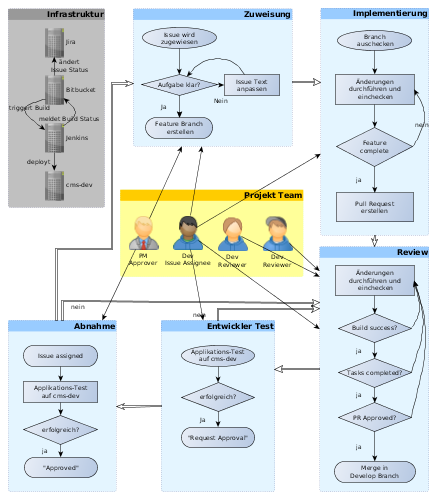 Infrastruktur
Jira
ändert
Issue Status
Bitbucket
triggert Build
meldet Build Status
Jenkins
deployt
cms-dev
Zuweisung
Issue wird
zugewiesen
Aufgabe klar?
Nein
Issue Text
anpassen
Ja
Feature Branch
erstellen
Implementierung
Branch
auschecken
Änderungen
durchführen und
einchecken
nein
Feature
complete
ja
Pull Request
erstellen
Projekt Team
PM
Approver
Dev
Issue Assignee
Dev
Reviewer
Dev
Reviewer
Review
Änderungen
durchführen und
einchecken
Build success?
ja
Tasks completed?
ja
PR Approved?
ja
Merge in
Develop Branch
nein
nein
Abnahme
Issue assigned
Applikations-Test
auf cms-dev
erfolgreich?
ja
"Approved"
Entwickler Test
Applikations-Test
auf cms-dev
erfolgreich?
Ja
"Request Approval"